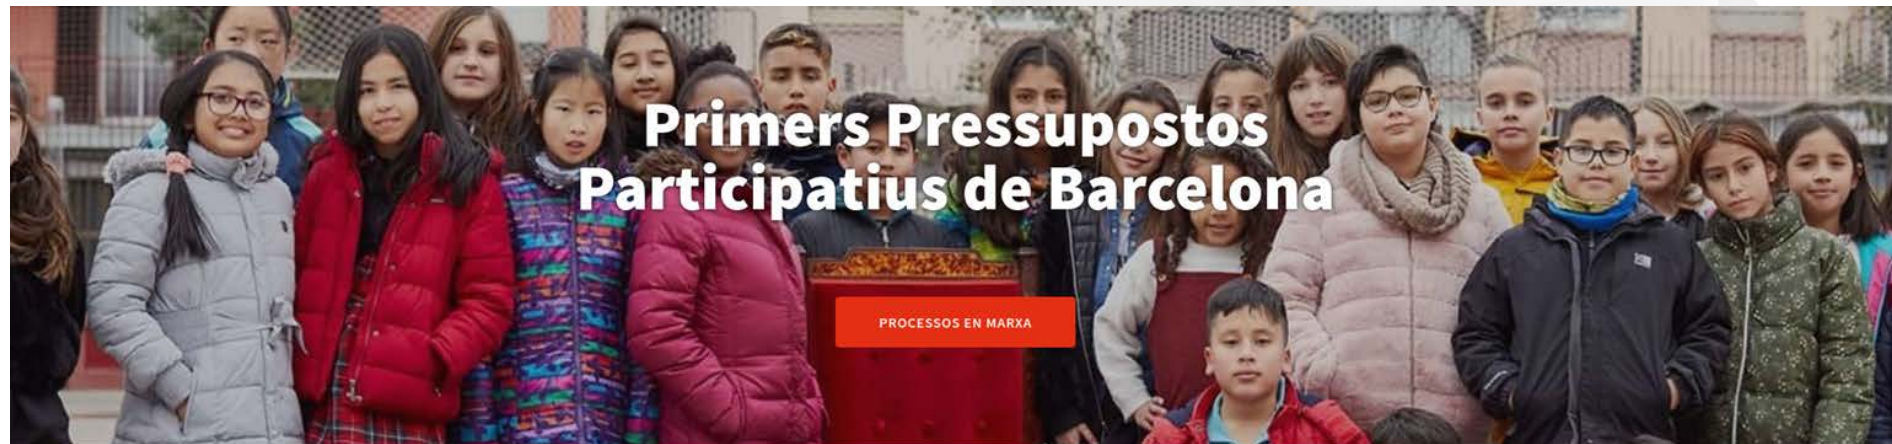 Primers Pressupostos
Participatius de Barcelona
PROCESSOS EN MARXA